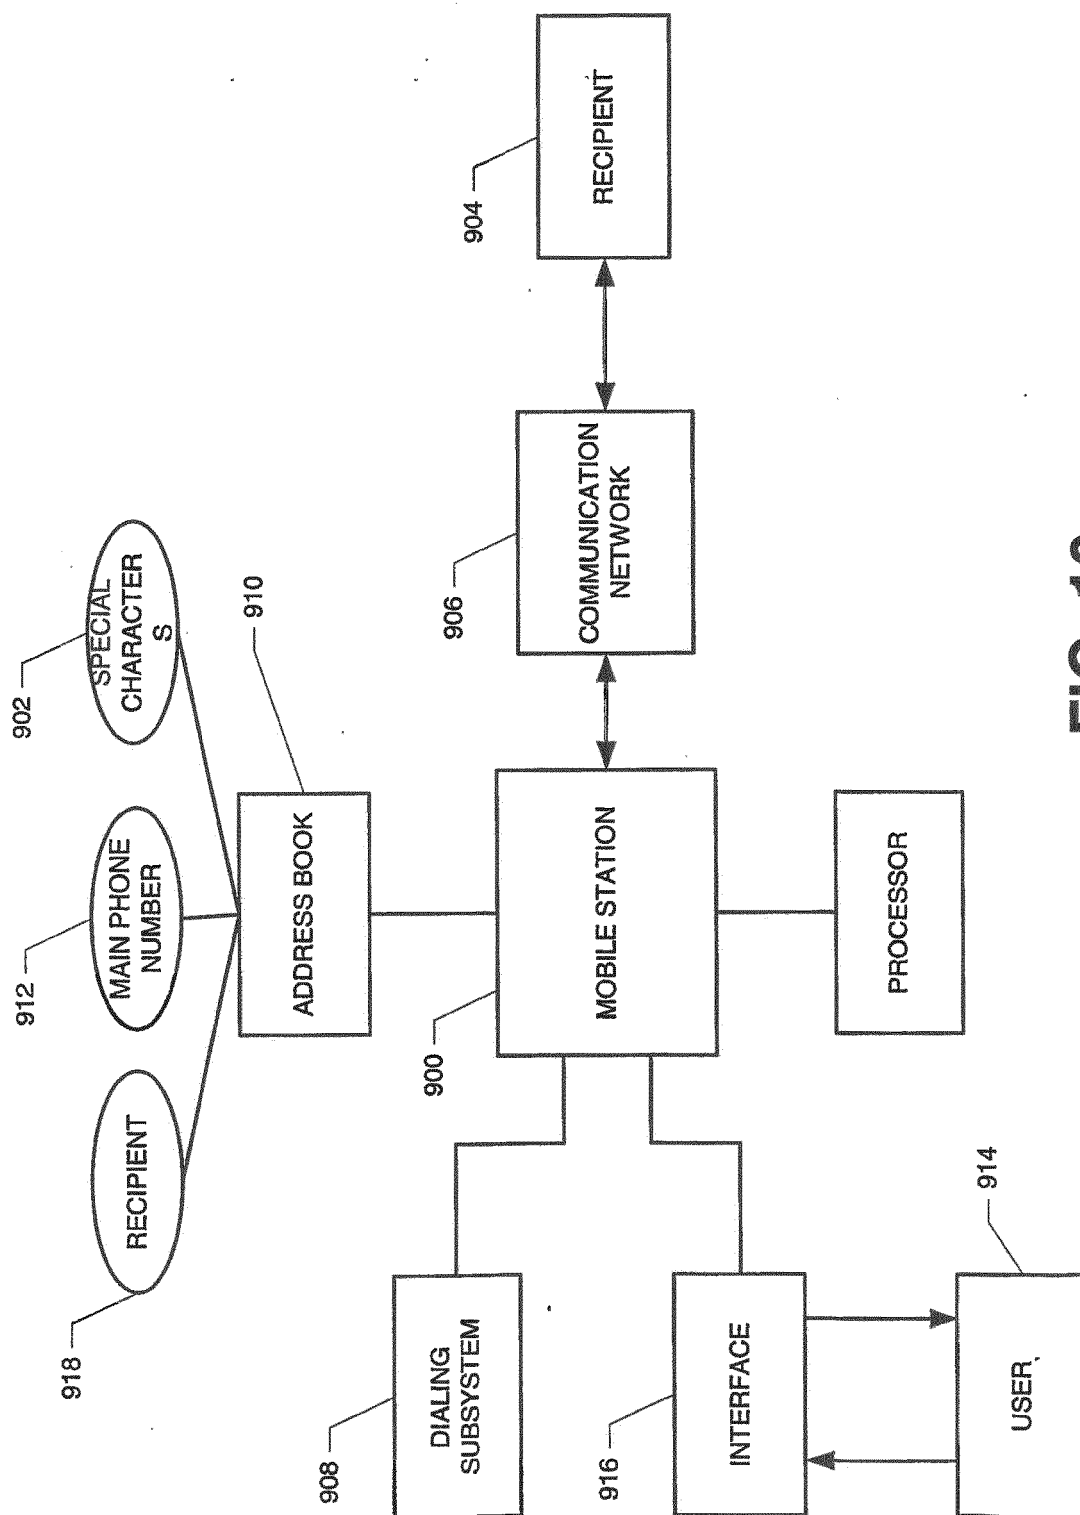 918
RECIPIENT
912
MAIN PHONE
NUMBER
902
SPECIAL
CHARACTER
S
910
ADDRESS BOOK
908
DIALING
SUBSYSTEM
900
MOBILE STATION
906
COMMUNICATION
NETWORK
904
RECIPIENT
916
INTERFACE
PROCESSOR
914
USER